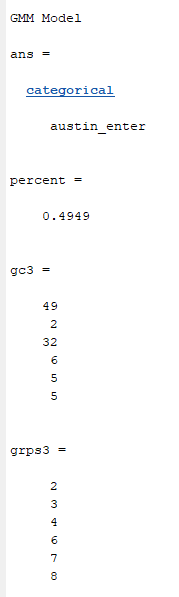 GMM Model
ans =
categorical
austin_enter
percent =
0.4949
gc3 =
49
2
32
6
5
5
grps3 =
2
3
4
6
7
8